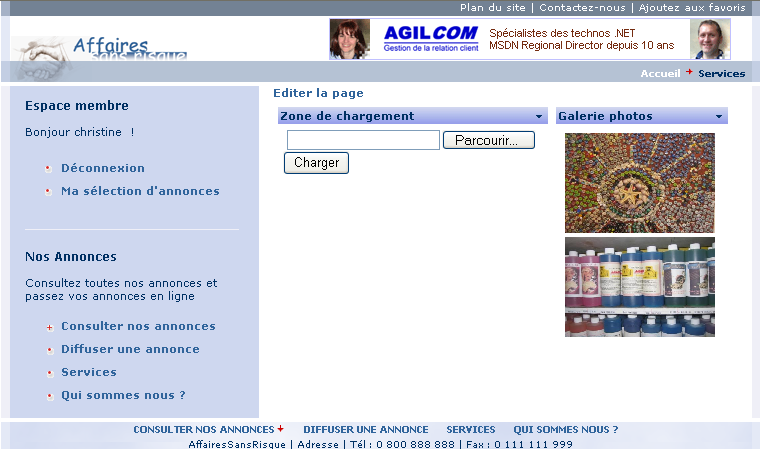 Plan du site | Contactez-nous | Ajoutez aux favoris
Affaires
sans risque
AGILCOM
Gestion de la relation client
Spécialistes des technos .NET
MSDN Regional Director depuis 10 ans
Accueil Services
Espace membre
Bonjour christine !
Déconnexion
Ma sélection d'annonces
Nos Annonces
Consultez toutes nos annonces et
passez vos annonces en ligne
Consulter nos annonces
Diffuser une annonce
Services
Qui sommes nous ?
Editer la page
Zone de chargement
Parcourir...
Charger
Galerie photos
CONSULTER NOS ANNONCES DIFFUSER UNE ANNONCE SERVICES QUI SOMMES NOUS ?
AffairesSansRisque | Adresse | Tél : 0 800 888 888 | Fax : 0 111 111 999